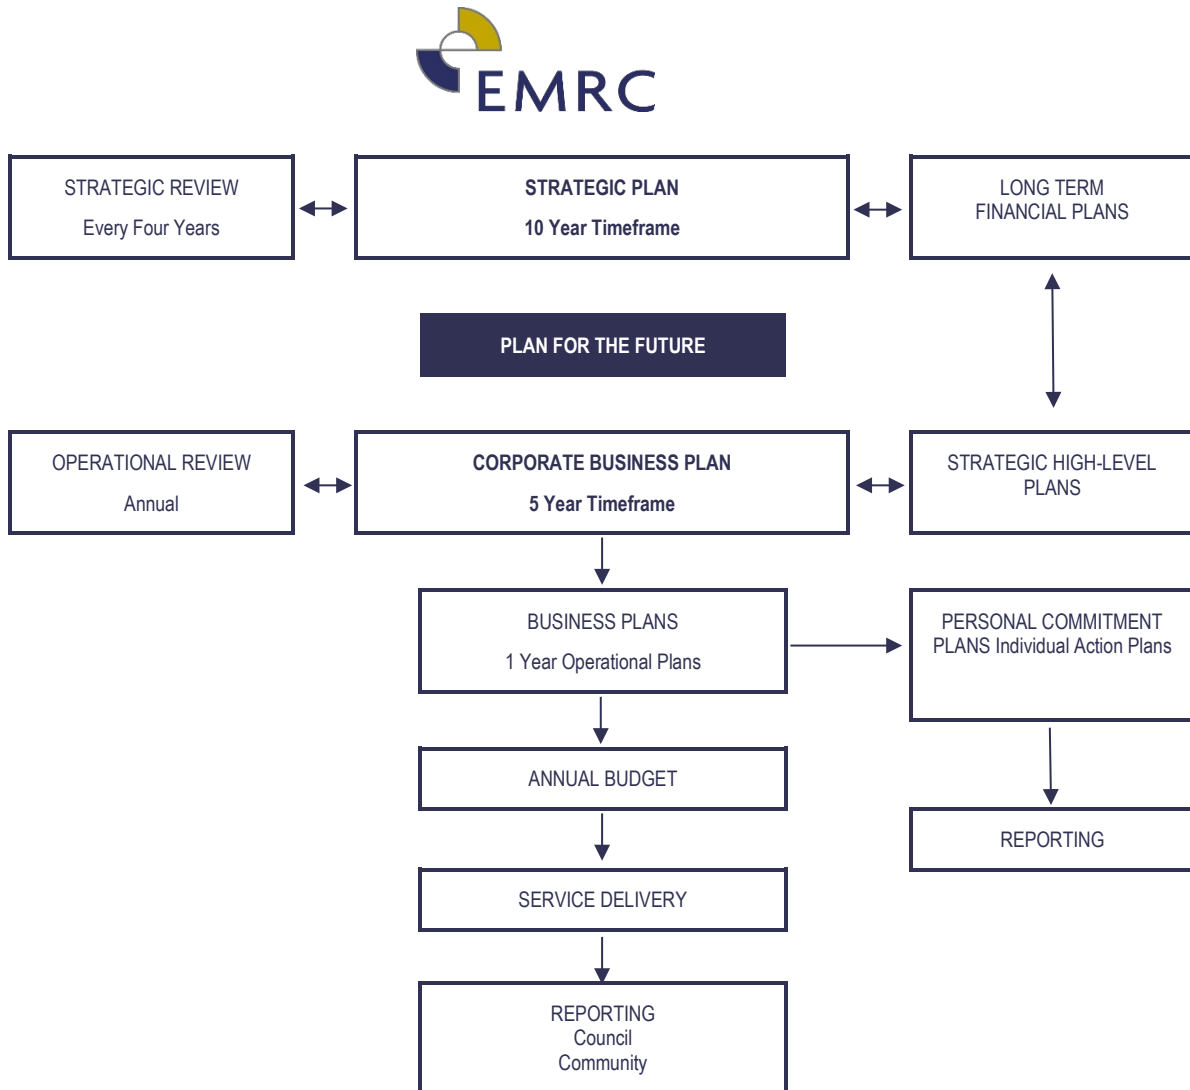 EMRC
STRATEGIC REVIEW
Every Four Years
STRATEGIC PLAN
10 Year Timeframe
LONG TERM
FINANCIAL PLANS
PLAN FOR THE FUTURE
OPERATIONAL REVIEW
Annual
CORPORATE BUSINESS PLAN
5 Year Timeframe
STRATEGIC HIGH-LEVEL
PLANS
BUSINESS PLANS
1 Year Operational Plans
PERSONAL COMMITMENT
PLANS Individual Action Plans
ANNUAL BUDGET
REPORTING
SERVICE DELIVERY
REPORTING
Council
Community